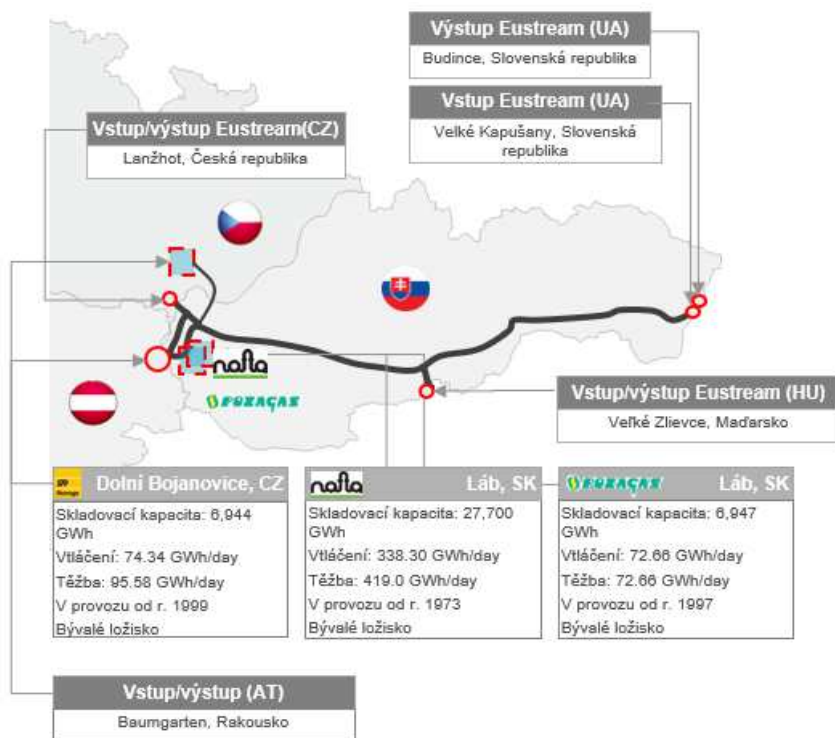 Výstup Eustream (UA)
Budince, Slovenská republika
Vstup Eustream (UA)
Velké Kapušany, Slovenská
republika
Vstup/výstup Eustream(CZ)
Lanžhot, Česká republika
nafta
POZAGAS
Vstup/výstup Eustream (HU)
Veľké Zlievce, Maďarsko
Dolní Bojanovice, CZ
Skladovací kapacita: 6,944
GWh
Vtláčení: 74.34 GWh/day
Těžba: 95.58 GWh/day
V provozu od r. 1999
Bývalé ložisko
nafta Láb, SK
Skladovací kapacita: 27,700
GWh
Vtláčení: 338.30 GWh/day
Těžba: 419.0 GWh/day
V provozu od r. 1973
Bývalé ložisko
POZAGAS Láb, SK
Skladovací kapacita: 6,947
GWh
Vtláčení: 72.66 GWh/day
Těžba: 72.66 GWh/day
V provozu od r. 1997
Bývalé ložisko
Vstup/výstup (AT)
Baumgarten, Rakousko